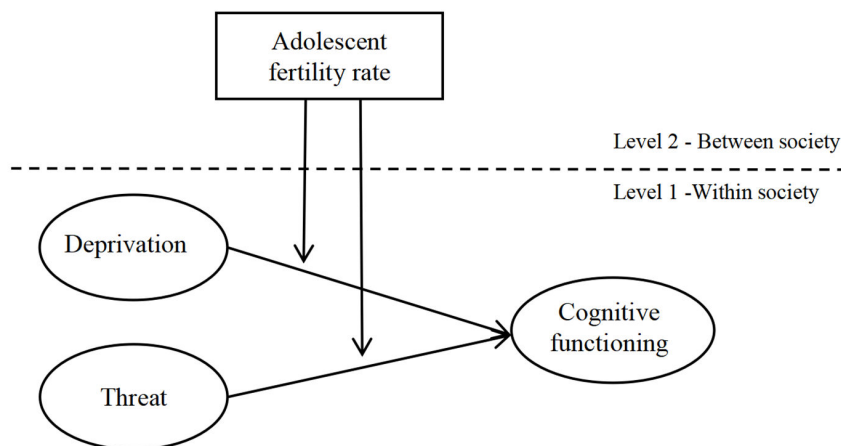 Adolescent
fertility rate
Level 2 - Between society
Level 1 -Within society
Deprivation
Cognitive
functioning
Threat